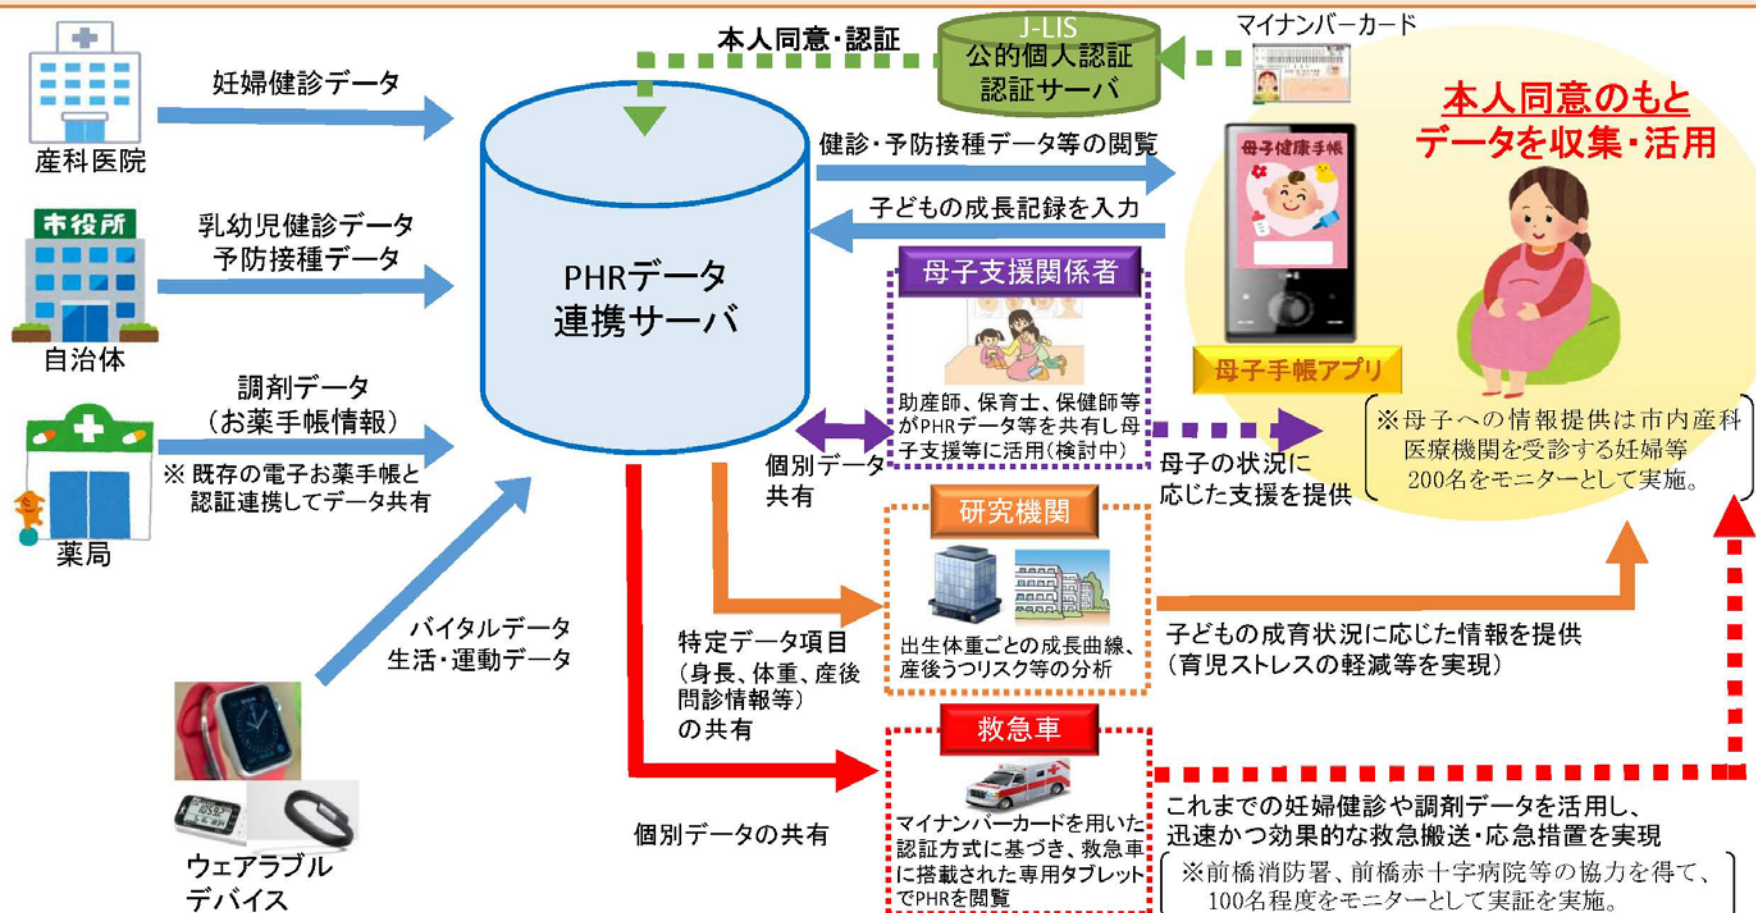 J-LIS
公的個人認証
認証サーバ
マイナンバーカード
本人同意・認証
妊婦健診データ
産科医院
本人同意のもと
データを収集・活用
健診・予防接種データ等の閲覧
母子健康手帳
子どもの成長記録を入力
市役所
乳幼児健診データ
予防接種データ
自治体
PHRデータ
連携サーバ
母子支援関係者
母子手帳アプリ
調剤データ
（お薬手帳情報）
※ 既存の電子お薬手帳と
認証連携してデータ共有
薬局
助産師、保育士、保健師等
がPHRデータ等を共有し母
子支援等に活用（検討中）
個別データ
共有
母子の状況に
応じた支援を提供
※母子への情報提供は市内産科
医療機関を受診する妊婦等
200名をモニターとして実施。
研究機関
バイタルデータ
生活・運動データ
特定データ項目
（身長、体重、産後
問診情報等）
の共有
出生体重ごとの成長曲線、
産後うつリスク等の分析
子どもの成育状況に応じた情報を提供
（育児ストレスの軽減等を実現）
ウェアラブル
デバイス
救急車
個別データの共有
マイナンバーカードを用いた
認証方式に基づき、救急車
に搭載された専用タブレット
でPHRを閲覧
これまでの妊婦健診や調剤データを活用し、
迅速かつ効果的な救急搬送・応急措置を実現
※前橋消防署、前橋赤十字病院等の協力を得て、
100名程度をモニターとして実証を実施。